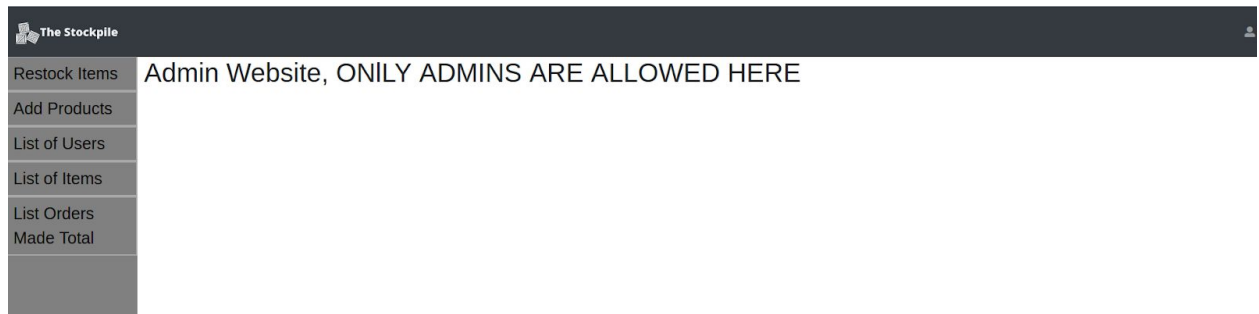 The Stockpile
Restock Items
Add Products
List of Users
List of Items
List Orders
Made Total
Admin Website, ONlLY ADMINS ARE ALLOWED HERE